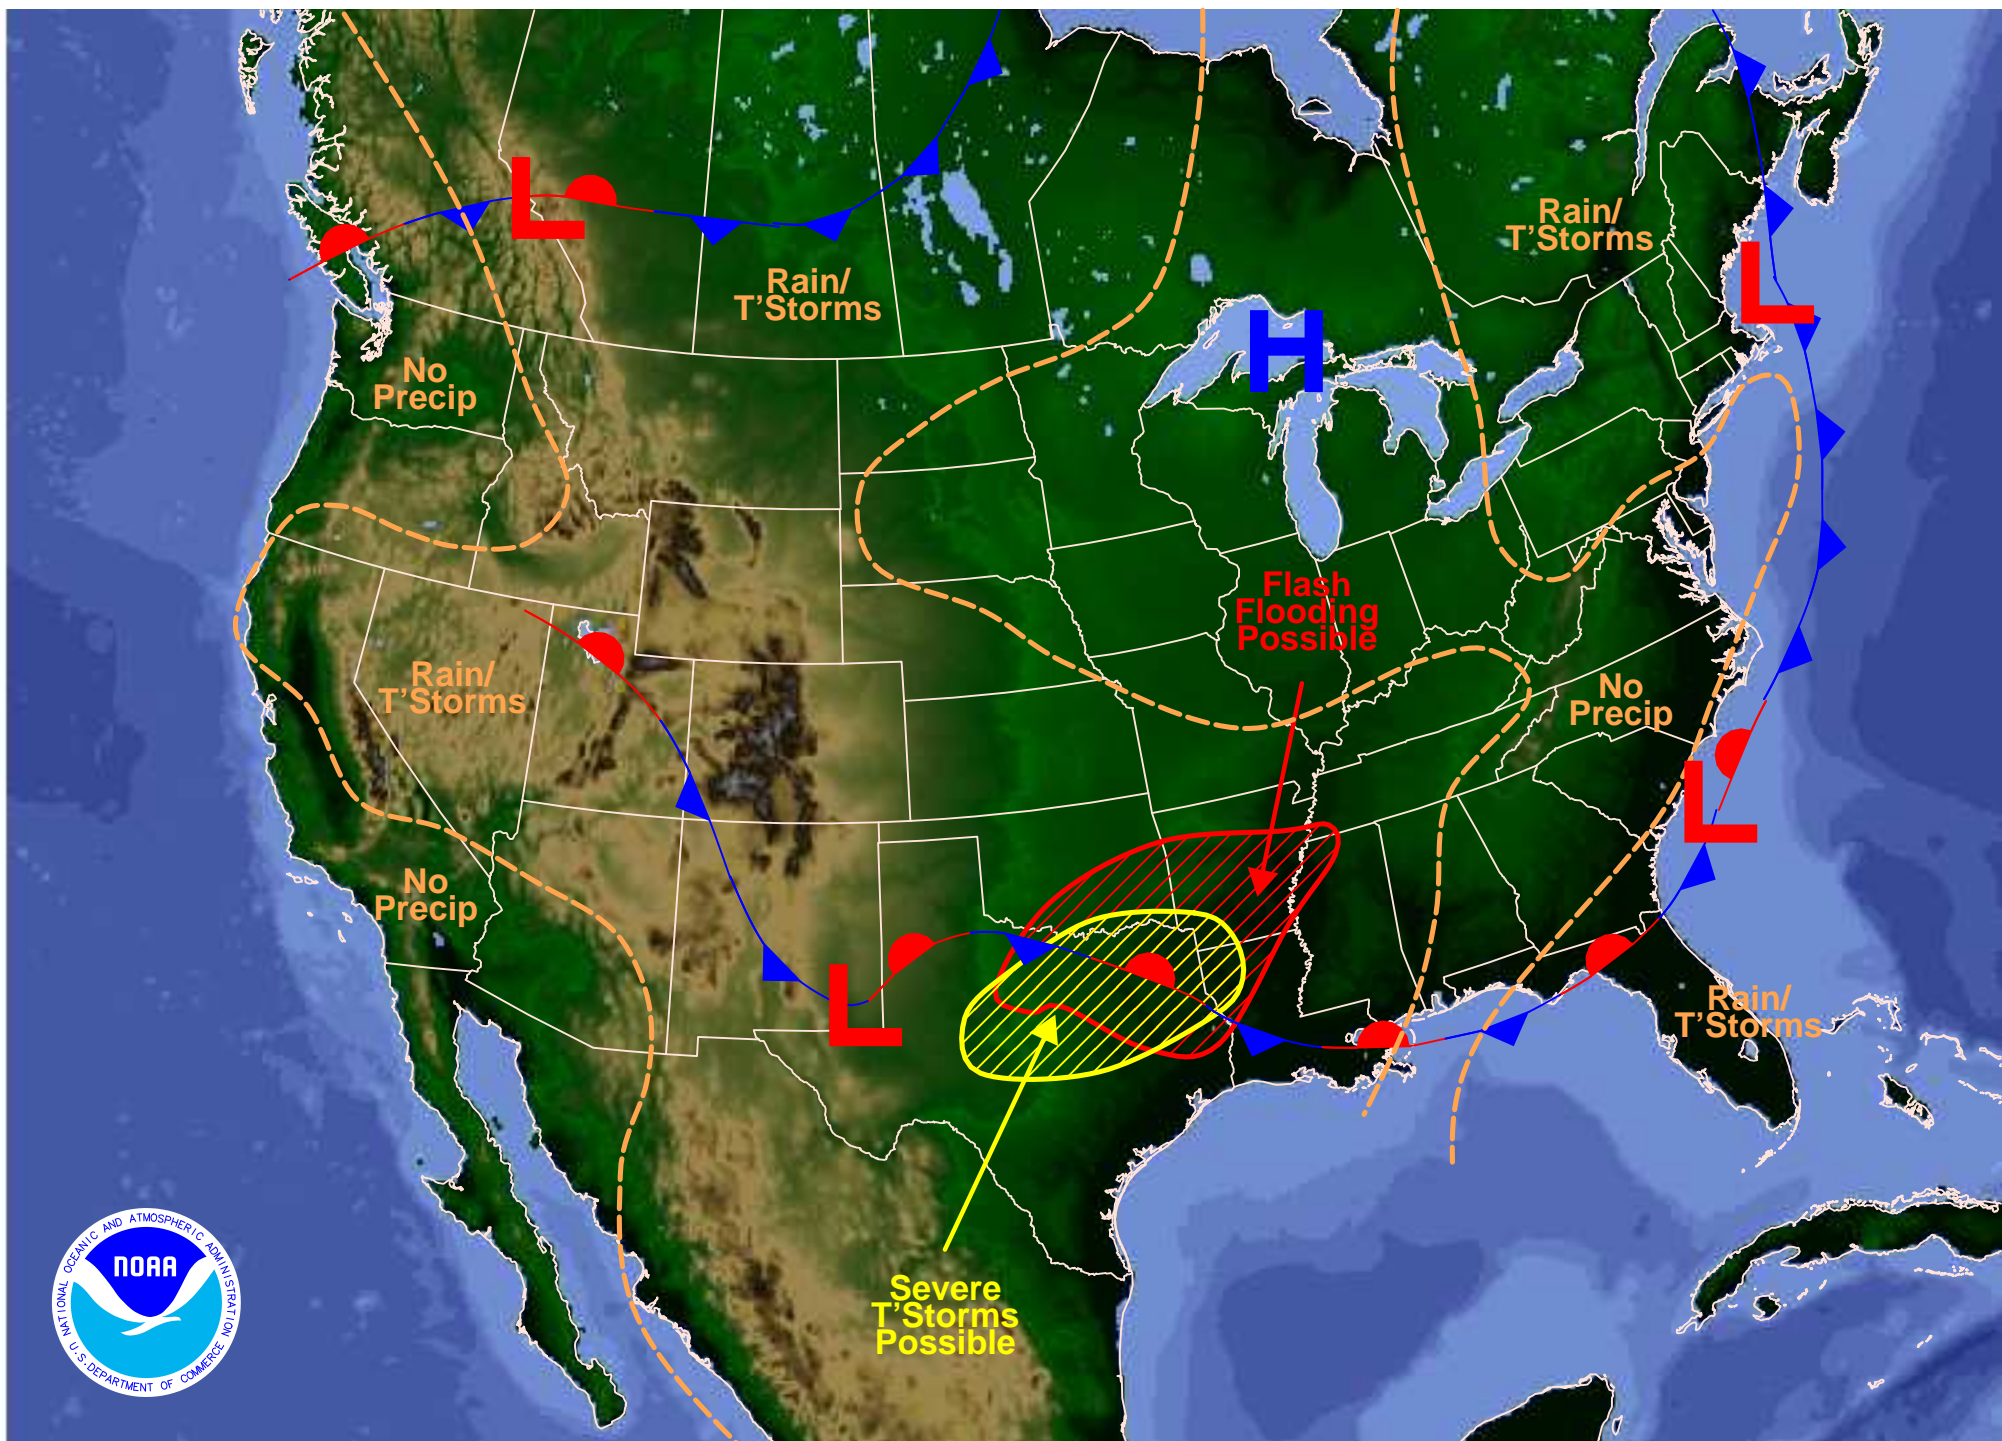 Rain/
T'Storms
L
Rain/
T'Storms
L
H
No
Precip
Flash
Flooding
Possible
Rain/
T'Storms
No
Precip
L
No
Precip
L
Rain/
T'Storms
Severe
T'Storms
Possible
NATIONAL OCEANIC AND ATMOSPHERIC ADMINISTRATION
NOAA
U.S. DEPARTMENT OF COMMERCE